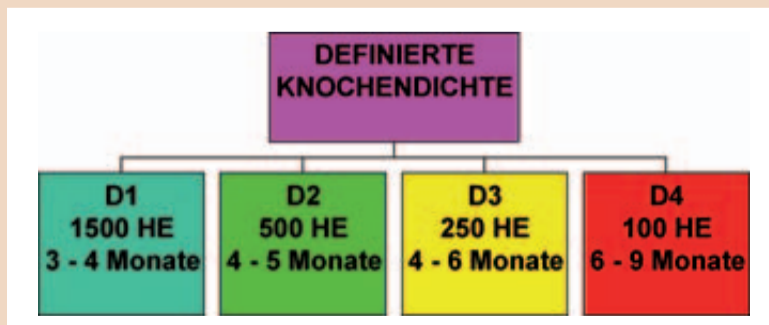 DEFINIERTE
KNOCHENDICHTE
D1
1500 HE
3 - 4 Monate
D2
500 HE
4 - 5 Monate
D3
250 HE
4 - 6 Monate
D4
100 HE
6 - 9 Monate